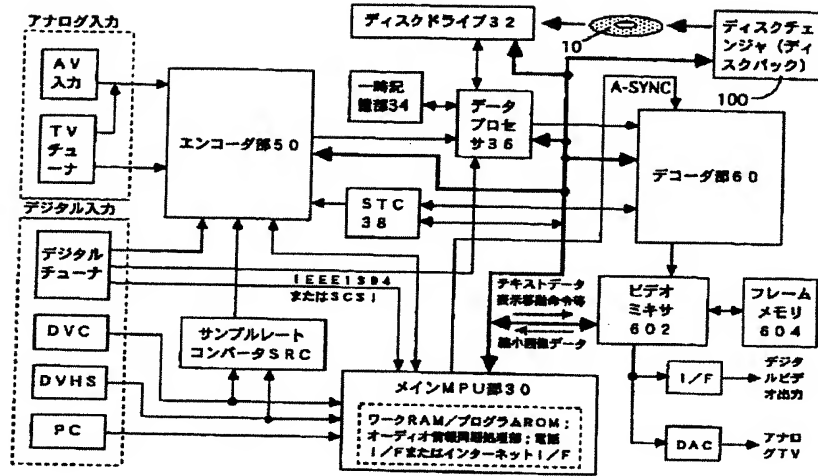 アナログ入力
AV
入力
TV
チュ
ーナ
デジタル入力
デジタル
チューナ
DVC
DVHS
PC
ディスクドライブ32
10
ディスクチェ
ンジャ(ディ
スクパック)
100
一時記
憶部34
データ
プロセ
サ36
A-SYNC
エンコーダ部50
デコーダ部60
STC
38
IEEE1394
またはSCSI
サンプルレート
コンバータSRC
テキストデータ
表示移動命令等
縮小画像データ
ビデオ
ミキサ
602
フレーム
メモリ
604
メインMPU部30
ワークRAM/プログラムROM;
オーディオ情報同期処理部;電話
I/FまたはインターネットI/F
I/F
デジタ
ルビデ
オ出力
DAC
アナロ
グTV